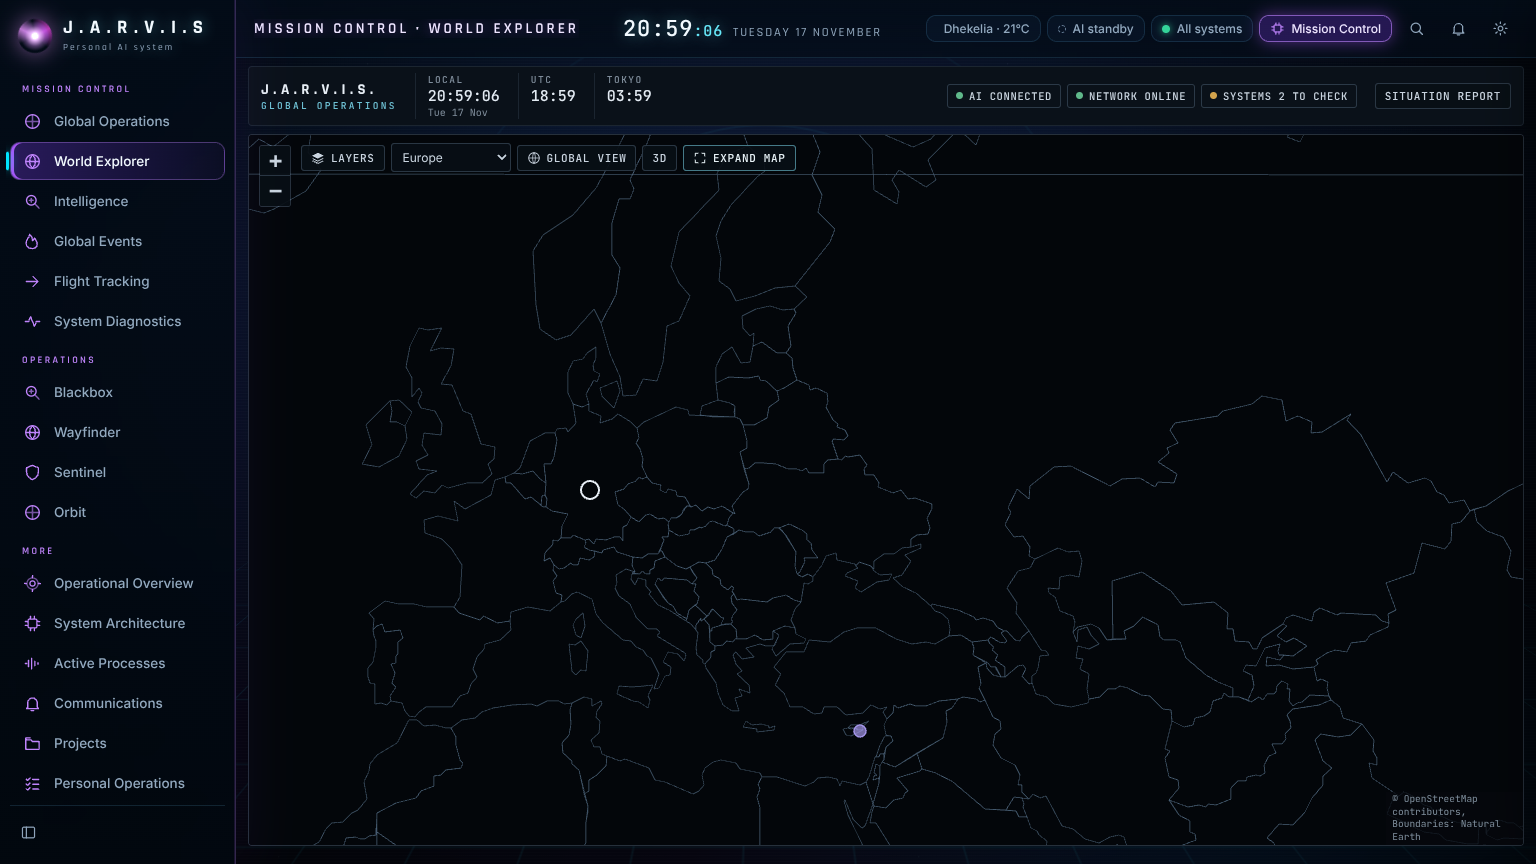 J.A.R.V.I.S
Personal AI system
MISSION CONTROL
Global Operations
World Explorer
Intelligence
Global Events
Flight Tracking
System Diagnostics
OPERATIONS
Blackbox
Wayfinder
Sentinel
Orbit
MORE
Operational Overview
System Architecture
Active Processes
Communications
Projects
Personal Operations
MISSION CONTROL · WORLD EXPLORER
20:59:06 TUESDAY 17 NOVEMBER
Dhekelia · 21°C
AI standby
All systems
Mission Control
J.A.R.V.I.S.
GLOBAL OPERATIONS
LOCAL
20:59:06
Tue 17 Nov
UTC
18:59
TOKYO
03:59
AI CONNECTED
NETWORK ONLINE
SYSTEMS 2 TO CHECK
SITUATION REPORT
+
−
LAYERS
Europe
GLOBAL VIEW
3D
EXPAND MAP
© OpenStreetMap
contributors,
Boundaries: Natural
Earth